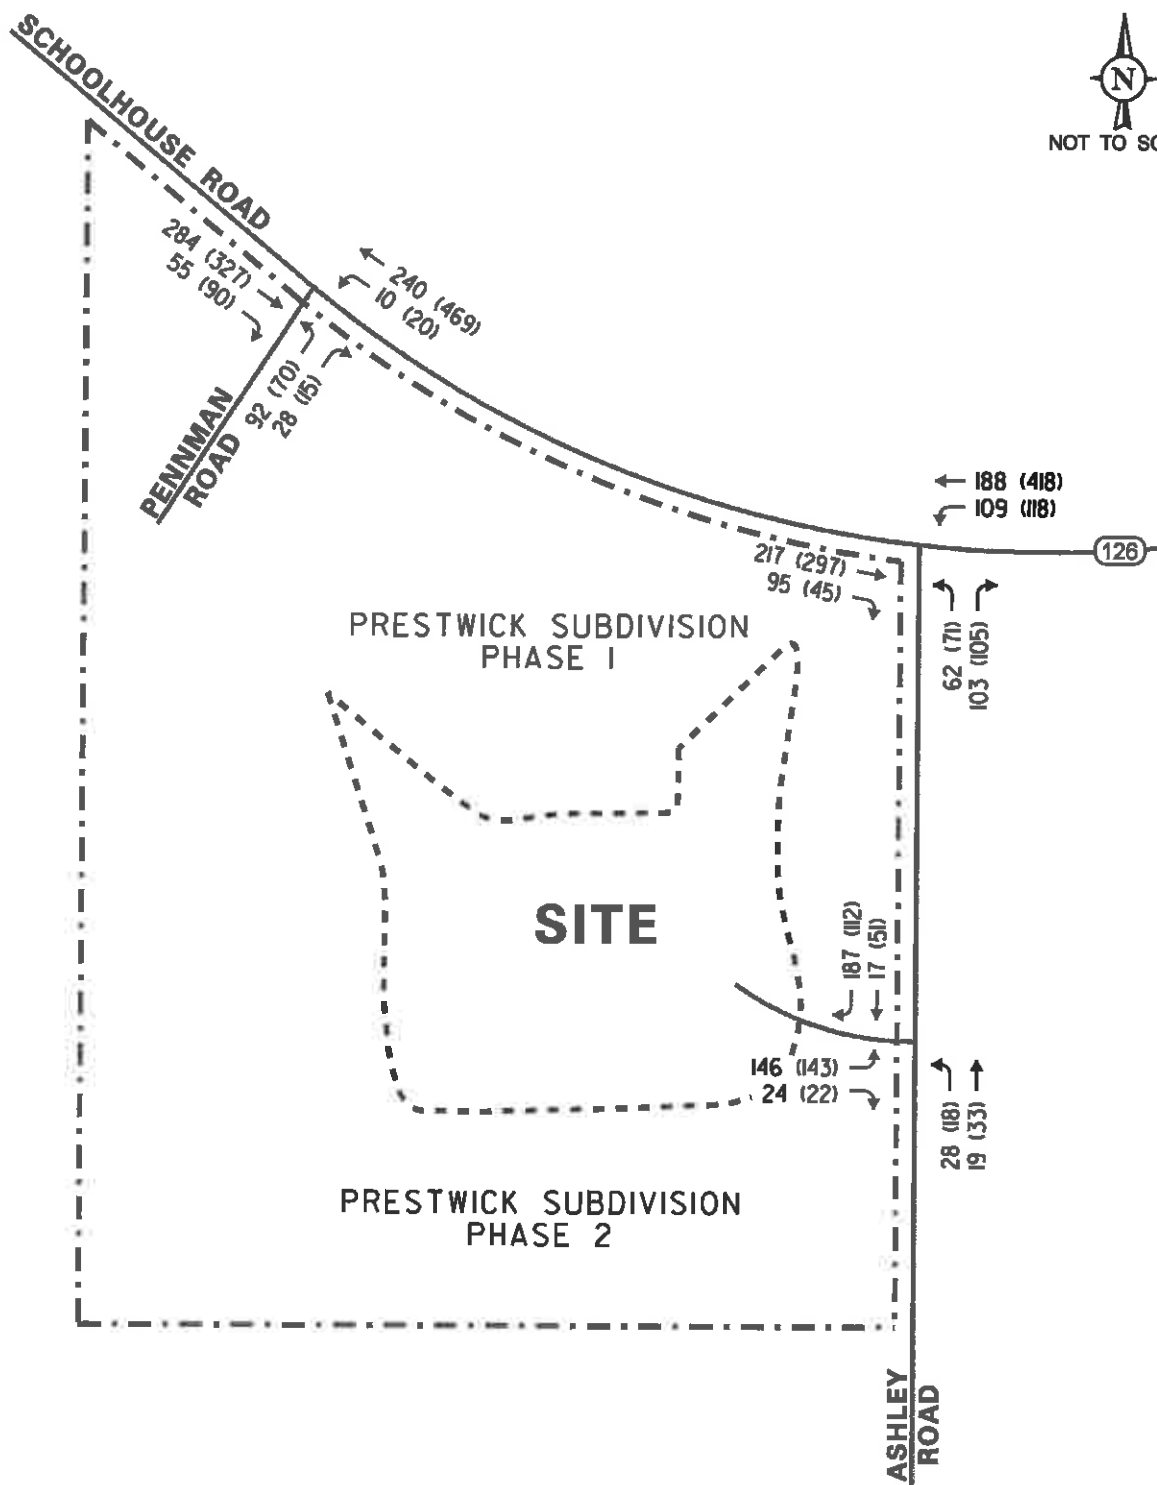 N
NOT TO SC
SCHOOLHOUSE ROAD
284 (327)
55 (90)
240 (469)
10 (20)
92 (70)
28 (15)
PENNMAN
ROAD
188 (418)
109 (118)
126
217 (297)
95 (45)
62 (71)
103 (105)
PRESTWICK SUBDIVISION
PHASE 1
SITE
187 (112)
17 (51)
146 (143)
24 (22)
28 (18)
19 (33)
PRESTWICK SUBDIVISION
PHASE 2
ASHLEY
ROAD